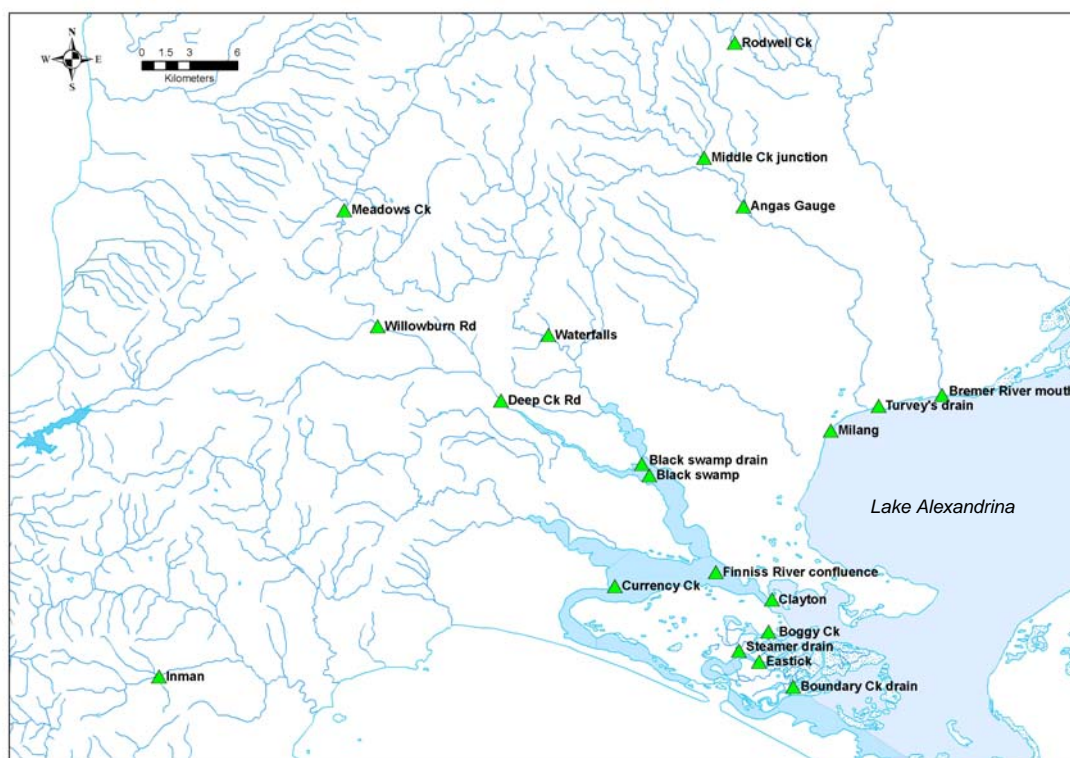 N
W E
S
0 1.5 3 6
Kilometers
Rodwell Ck
Middle Ck junction
Angas Gauge
Meadows Ck
Willowburn Rd
Waterfalls
Deep Ck Rd
Bremer River mouth
Turvey's drain
Milang
Black swamp drain
Black swamp
Lake Alexandrina
Finniss River confluence
Currency Ck
Clayton
Boggy Ck
Steamer drain
Eastick
Inman
Boundary Ck drain